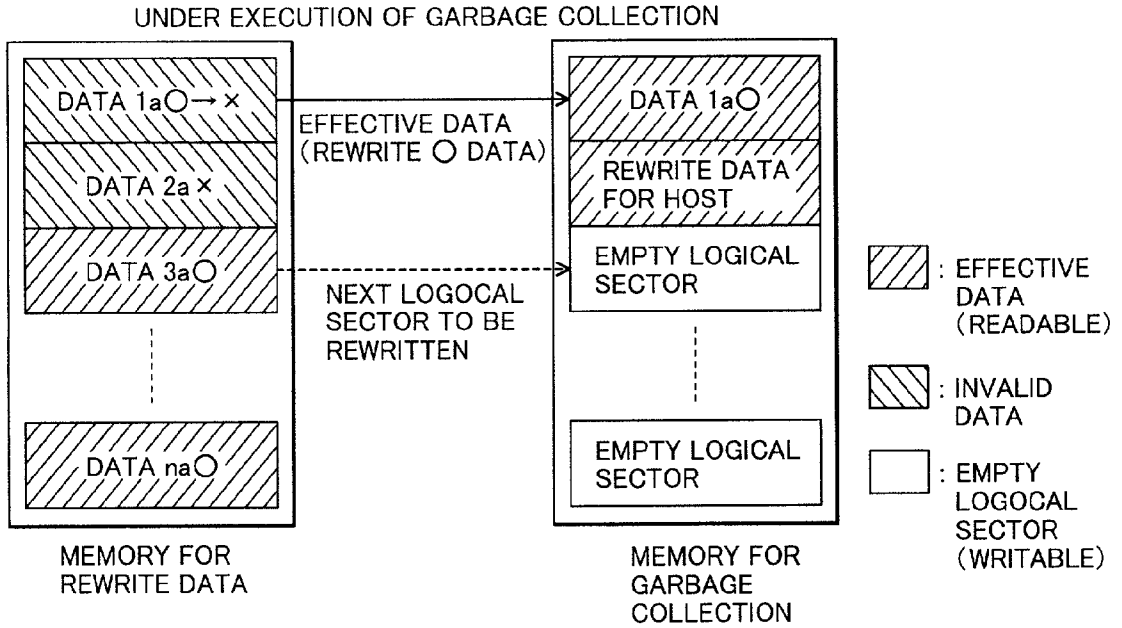 UNDER EXECUTION OF GARBAGE COLLECTION
DATA 1a○→×
DATA 2a×
DATA 3a○
DATA na○
MEMORY FOR
REWRITE DATA
EFFECTIVE DATA
(REWRITE ○ DATA)
NEXT LOGOCAL
SECTOR TO BE
REWRITTEN
DATA 1a○
REWRITE DATA
FOR HOST
EMPTY LOGICAL
SECTOR
EMPTY LOGICAL
SECTOR
MEMORY FOR
GARBAGE
COLLECTION
: EFFECTIVE
DATA
(READABLE)
: INVALID
DATA
: EMPTY
LOGOCAL
SECTOR
(WRITABLE)